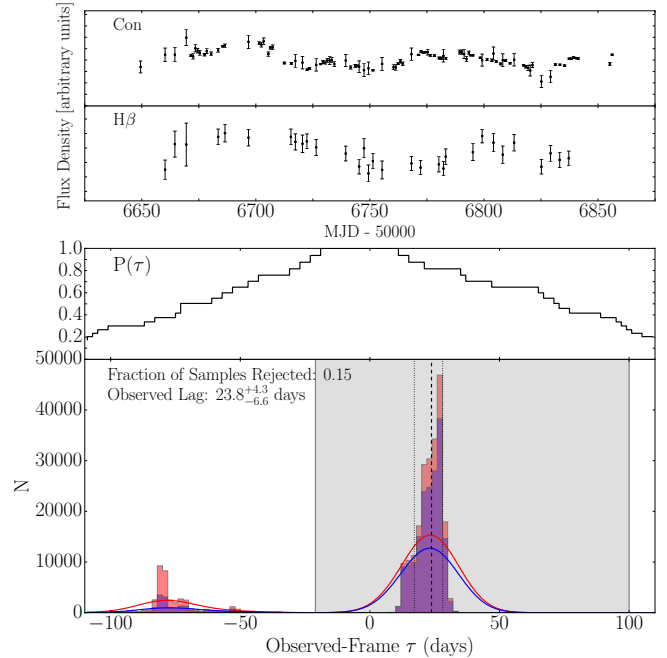 Con
Hβ
Flux Density [arbitrary units]
6650 6700 6750 6800 6850
MJD - 50000
P(τ)
1.0
0.8
0.6
0.4
0.2
50000
40000
30000
20000
10000
0
N
Fraction of Samples Rejected: 0.15
Observed Lag: 23.8+4.3−6.6 days
−100 −50 0 50 100
Observed-Frame τ (days)